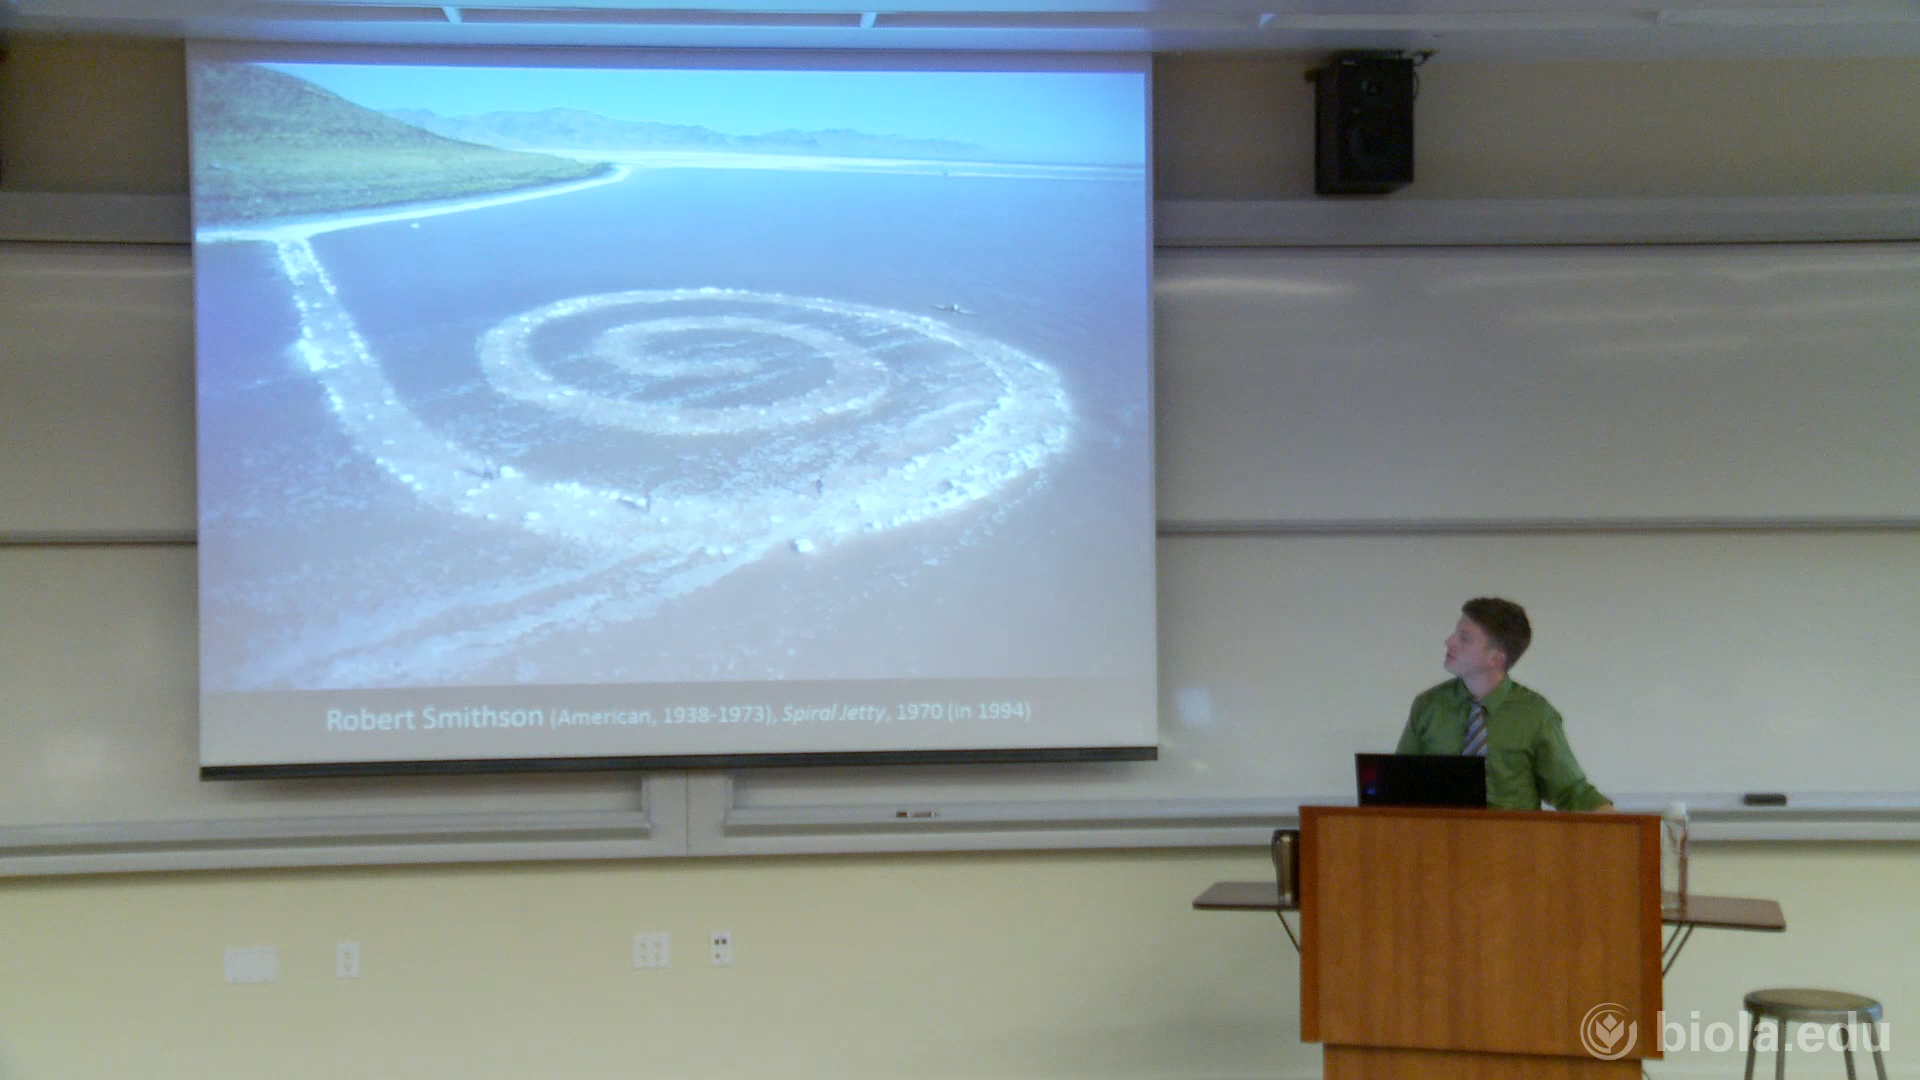 Robert Smithson (American, 1938-1973), Spiral Jetty, 1970 (in 1994)
biola.edu